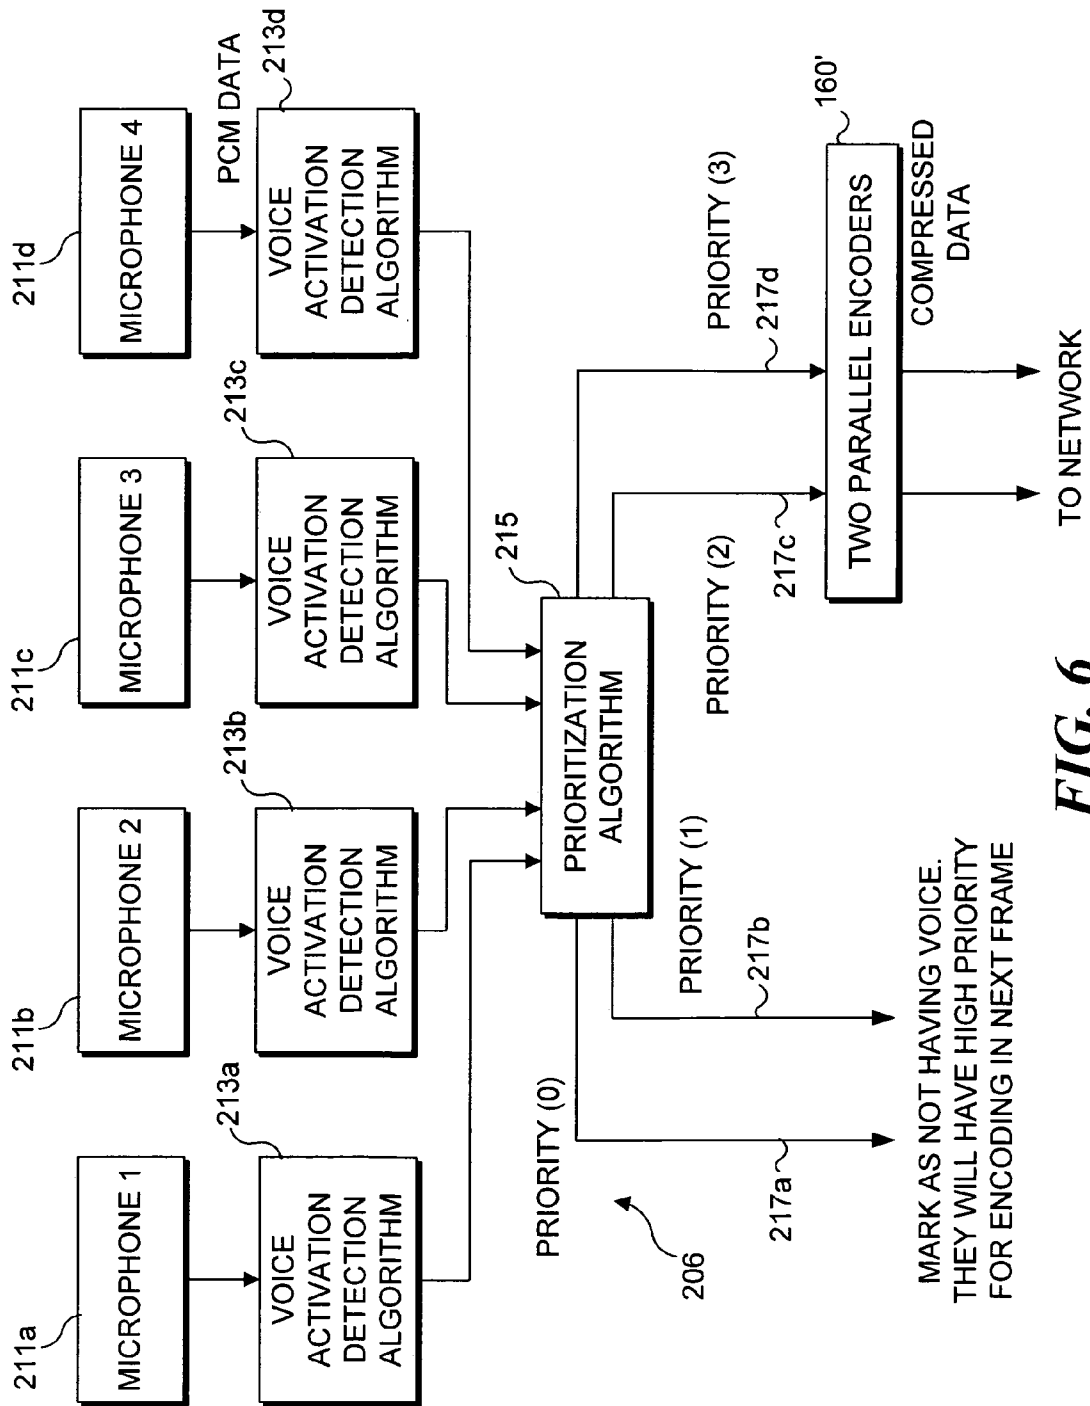 211a
MICROPHONE 1
211b
MICROPHONE 2
211c
MICROPHONE 3
211d
MICROPHONE 4
213a
VOICE
ACTIVATION
DETECTION
ALGORITHM
213b
VOICE
ACTIVATION
DETECTION
ALGORITHM
213c
VOICE
ACTIVATION
DETECTION
ALGORITHM
PCM DATA
213d
VOICE
ACTIVATION
DETECTION
ALGORITHM
215
PRIORITIZATION
ALGORITHM
PRIORITY (0)
206
217a
PRIORITY (1)
217b
PRIORITY (2)
217c
PRIORITY (3)
217d
160'
TWO PARALLEL ENCODERS
COMPRESSED
DATA
MARK AS NOT HAVING VOICE.
THEY WILL HAVE HIGH PRIORITY
FOR ENCODING IN NEXT FRAME
TO NETWORK
FIG. 6